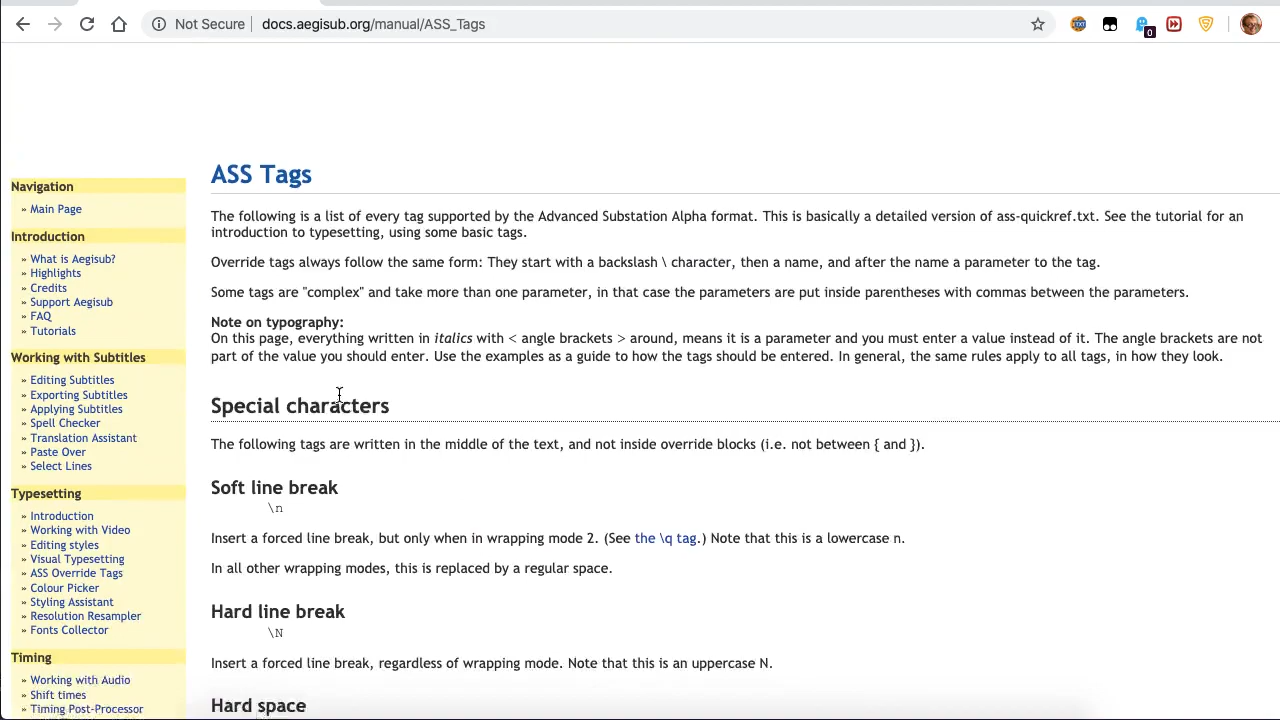 Not Secure
docs.aegisub.org/manual/ASS_Tags
TXT
0
Navigation
» Main Page
Introduction
» What is Aegisub?
» Highlights
» Credits
» Support Aegisub
» FAQ
» Tutorials
Working with Subtitles
» Editing Subtitles
» Exporting Subtitles
» Applying Subtitles
» Spell Checker
» Translation Assistant
» Paste Over
» Select Lines
Typesetting
» Introduction
» Working with Video
» Editing styles
» Visual Typesetting
» ASS Override Tags
» Colour Picker
» Styling Assistant
» Resolution Resampler
» Fonts Collector
Timing
» Working with Audio
» Shift times
» Timing Post-Processor
ASS Tags
The following is a list of every tag supported by the Advanced Substation Alpha format. This is basically a detailed version of ass-quickref.txt. See the tutorial for an
introduction to typesetting, using some basic tags.
Override tags always follow the same form: They start with a backslash \ character, then a name, and after the name a parameter to the tag.
Some tags are "complex" and take more than one parameter, in that case the parameters are put inside parentheses with commas between the parameters.
Note on typography:
On this page, everything written in italics with < angle brackets > around, means it is a parameter and you must enter a value instead of it. The angle brackets are not
part of the value you should enter. Use the examples as a guide to how the tags should be entered. In general, the same rules apply to all tags, in how they look.
Special characters
The following tags are written in the middle of the text, and not inside override blocks (i.e. not between { and }).
Soft line break
\n
Insert a forced line break, but only when in wrapping mode 2. (See the \q tag.) Note that this is a lowercase n.
In all other wrapping modes, this is replaced by a regular space.
Hard line break
\N
Insert a forced line break, regardless of wrapping mode. Note that this is an uppercase N.
Hard space